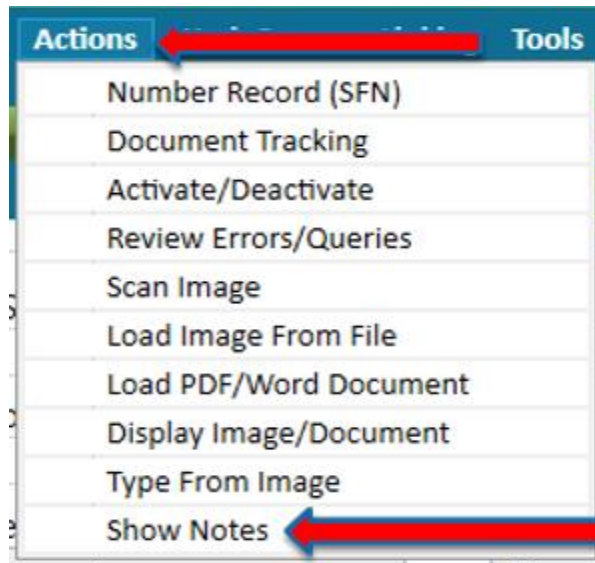 Actions Tools
Number Record (SFN)
Document Tracking
Activate/Deactivate
Review Errors/Queries
Scan Image
Load Image From File
Load PDF/Word Document
Display Image/Document
Type From Image
Show Notes